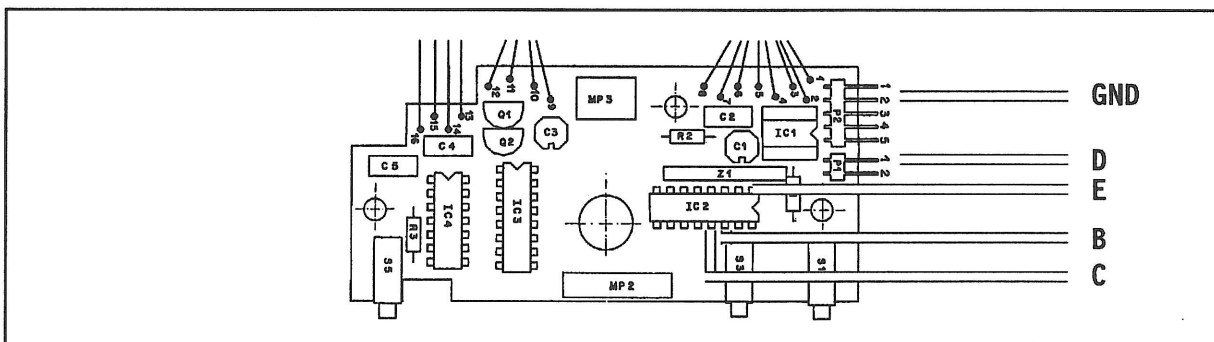 12 11 10 9
8 7 6 5 4 3 2 1
16 15 14 13
MP3
Q1
Q2
C3
C4
C5
C2
R2
C1
IC1
P2
1
2
3
4
5
GND
P1
1
2
D
Z1
E
IC2
IC4
IC3
R3
S5
MP2
S3
S1
B
C